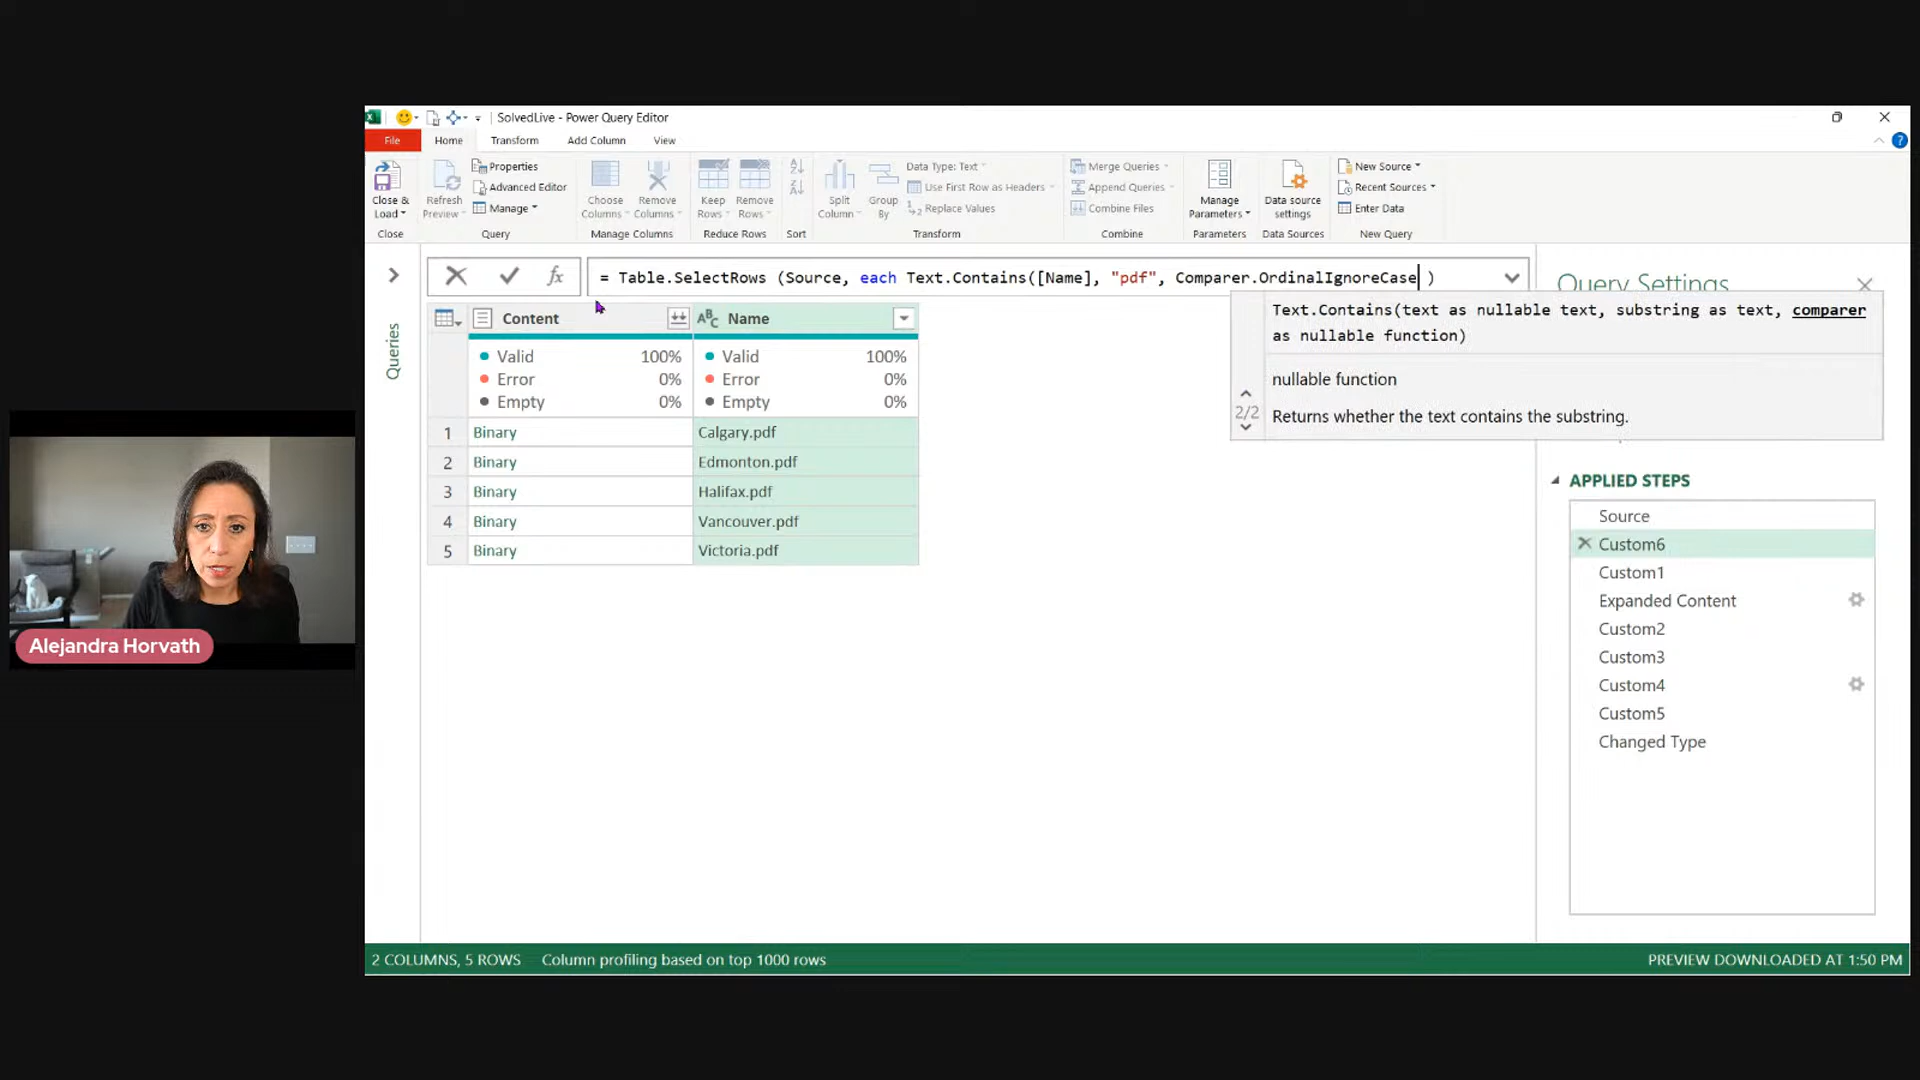 SolvedLive - Power Query Editor
File Home Transform Add Column View
Close & Load
Close
Refresh Preview
Properties
Advanced Editor
Manage
Query
Choose Columns
Remove Columns
Manage Columns
Keep Rows
Remove Rows
Reduce Rows
Sort
Split Column
Group By
Data Type: Text
Use First Row as Headers
Replace Values
Transform
Merge Queries
Append Queries
Combine Files
Combine
Manage Parameters
Parameters
Data source settings
Data Sources
New Source
Recent Sources
Enter Data
New Query
= Table.SelectRows (Source, each Text.Contains([Name], "pdf", Comparer.OrdinalIgnoreCase )
Text.Contains(text as nullable text, substring as text, comparer
as nullable function)
nullable function
2/2
Returns whether the text contains the substring.
Queries
Content Name
Valid 100% Valid 100%
Error 0% Error 0%
Empty 0% Empty 0%
1 Binary Calgary.pdf
2 Binary Edmonton.pdf
3 Binary Halifax.pdf
4 Binary Vancouver.pdf
5 Binary Victoria.pdf
Query Settings
APPLIED STEPS
Source
Custom6
Custom1
Expanded Content
Custom2
Custom3
Custom4
Custom5
Changed Type
Alejandra Horvath
2 COLUMNS, 5 ROWS Column profiling based on top 1000 rows PREVIEW DOWNLOADED AT 1:50 PM